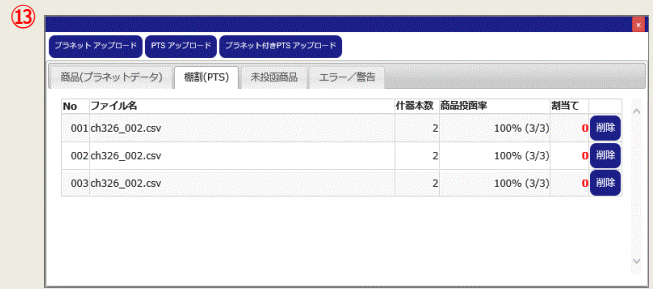 ⑬
×
プラネットアップロード PTS アップロード プラネット付きPTS アップロード
商品(プラネットデータ) 棚割(PTS) 未投函商品 エラー／警告
No ファイル名 什器本数 商品投函率 割当て
001 ch326_002.csv 2 100% (3/3) 0 削除
002 ch326_002.csv 2 100% (3/3) 0 削除
003 ch326_002.csv 2 100% (3/3) 0 削除